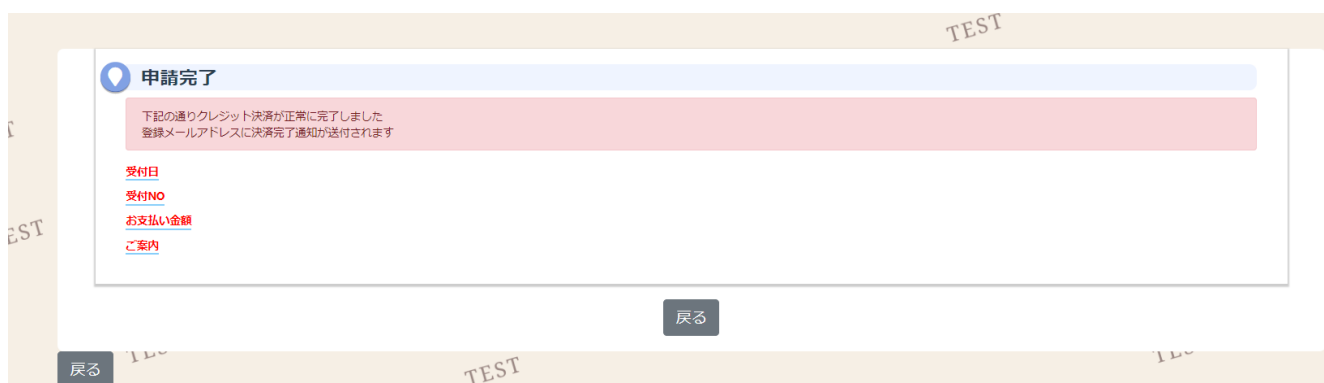 TEST
申請完了
下記の通りクレジット決済が正常に完了しました
登録メールアドレスに決済完了通知が送付されます
受付日
受付NO
お支払い金額
ご案内
戻る
戻る
TEST